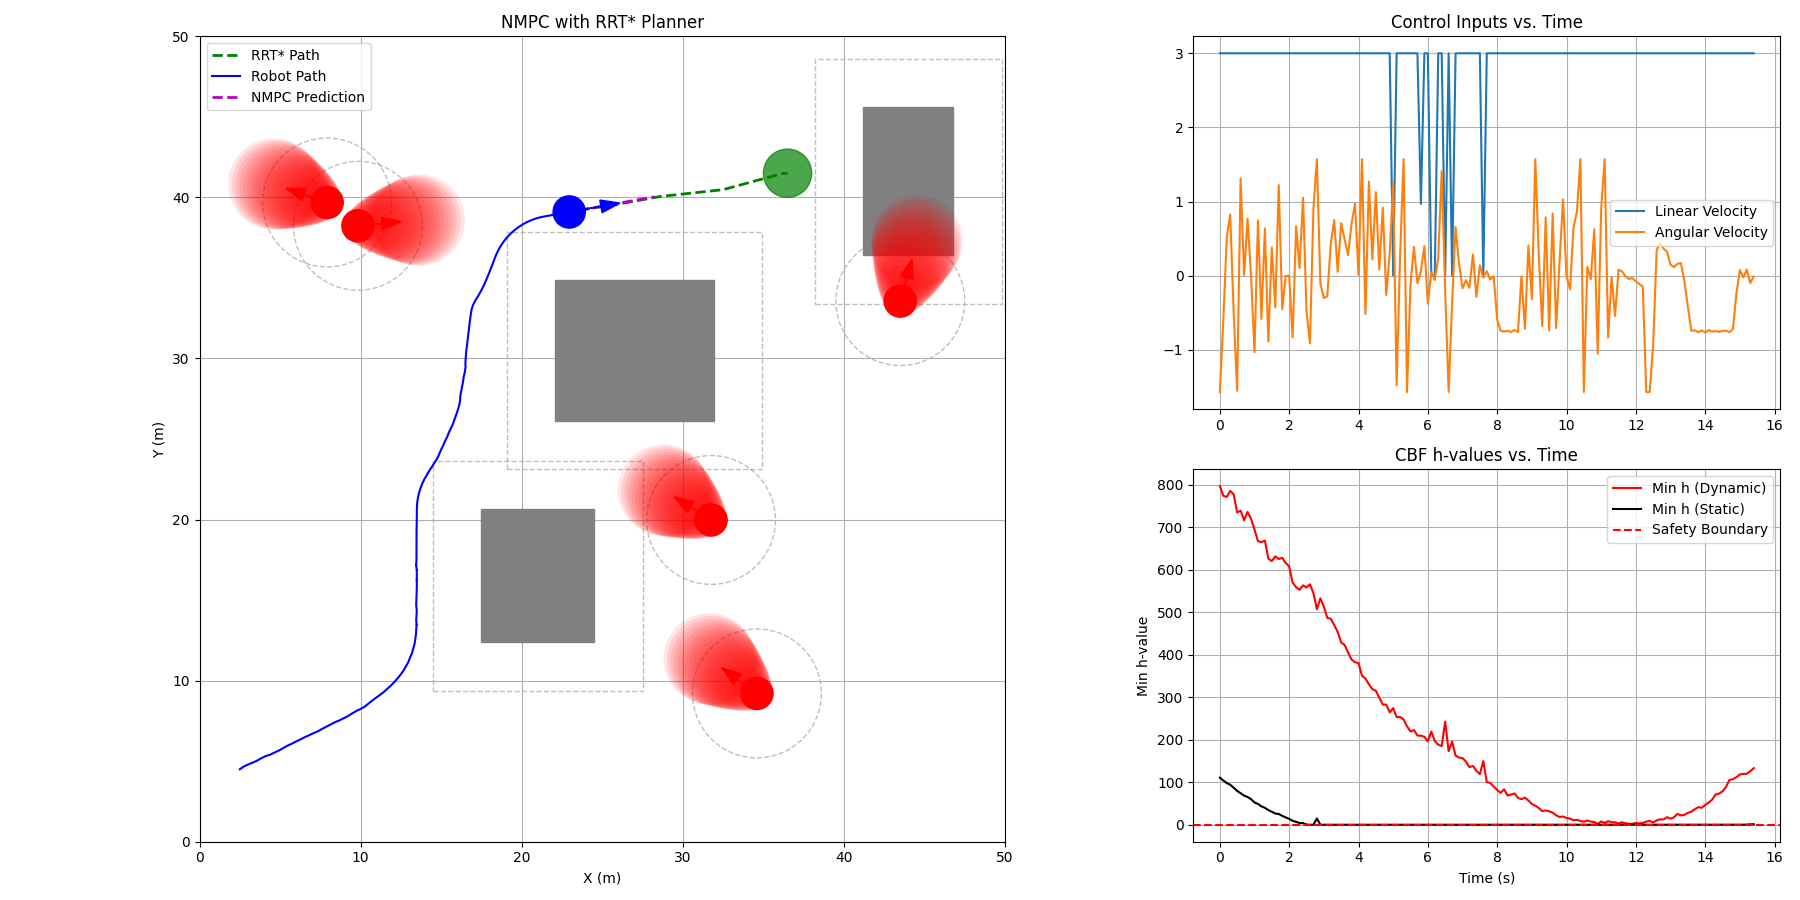 NMPC with RRT* Planner
50
40
30
20
10
0
Y (m)
RRT* Path
Robot Path
NMPC Prediction
0 10 20 30 40 50
X (m)
Control Inputs vs. Time
3
2
1
0
−1
Linear Velocity
Angular Velocity
0 2 4 6 8 10 12 14 16
CBF h-values vs. Time
800
700
600
500
400
300
200
100
0
Min h-value
Min h (Dynamic)
Min h (Static)
Safety Boundary
0 2 4 6 8 10 12 14 16
Time (s)